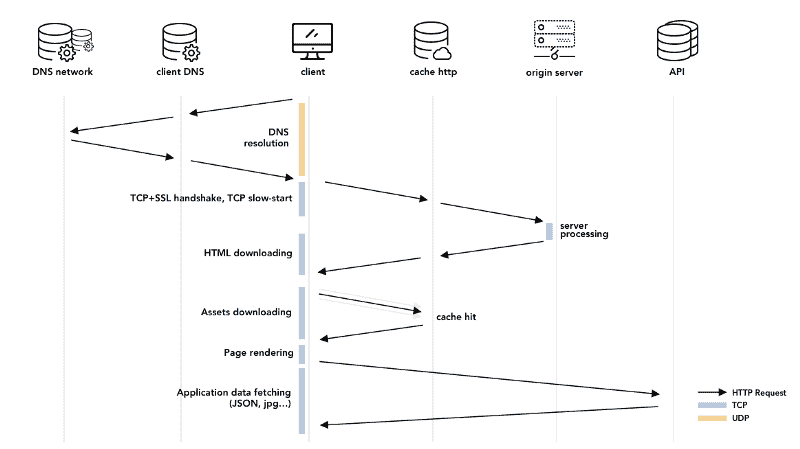 DNS network
client DNS
client
cache http
origin server
API
DNS
resolution
TCP+SSL handshake, TCP slow-start
server
processing
HTML downloading
Assets downloading
cache hit
Page rendering
Application data fetching
(JSON, jpg...)
HTTP Request
TCP
UDP